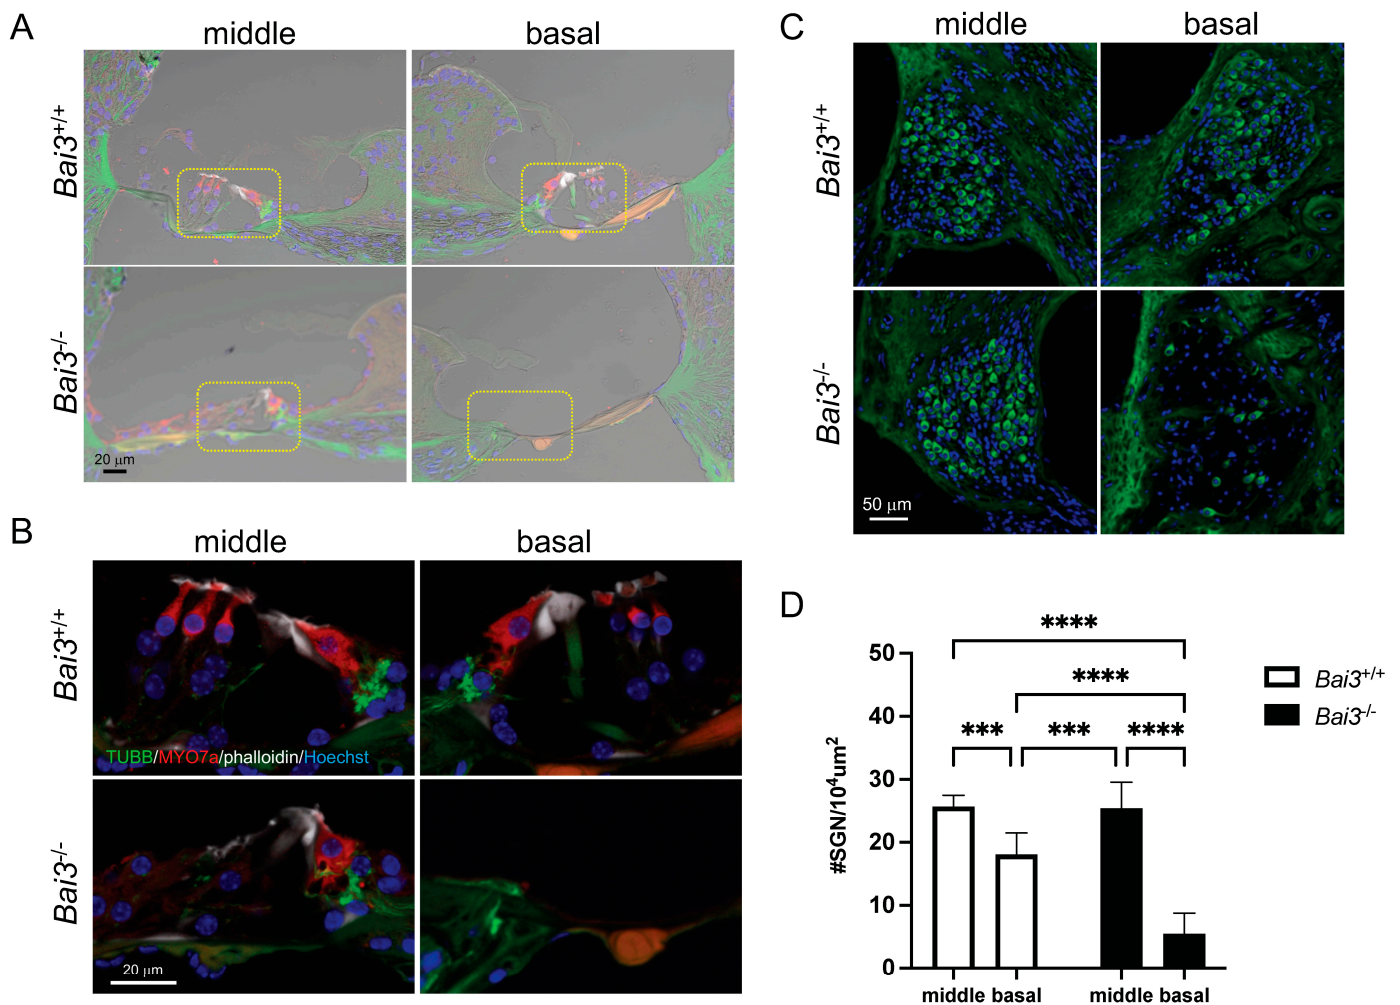 A
middle
basal
Bai3+/+
Bai3-/-
20 µm
B
middle
basal
Bai3+/+
TUBB/MYO7a/phalloidin/Hoechst
Bai3-/-
20 µm
C
middle
basal
Bai3+/+
Bai3-/-
50 µm
D
****
****
*** *** ****
50
40
30
20
10
0
#SGN/10⁴um²
middle basal middle basal
Bai3+/+
Bai3-/-